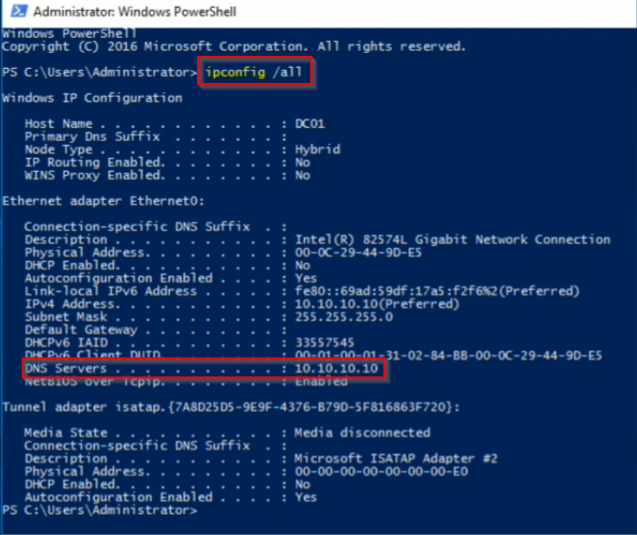 Administrator: Windows PowerShell
Windows PowerShell
Copyright (C) 2016 Microsoft Corporation. All rights reserved.
PS C:\Users\Administrator> ipconfig /all
Windows IP Configuration
Host Name . . . . . . . . . . . . : DC01
Primary Dns Suffix . . . . . . . :
Node Type . . . . . . . . . . . . : Hybrid
IP Routing Enabled. . . . . . . . : No
WINS Proxy Enabled. . . . . . . . : No
Ethernet adapter Ethernet0:
Connection-specific DNS Suffix . :
Description . . . . . . . . . . . : Intel(R) 82574L Gigabit Network Connection
Physical Address. . . . . . . . . : 00-0C-29-44-9D-E5
DHCP Enabled. . . . . . . . . . . : No
Autoconfiguration Enabled . . . . : Yes
Link-local IPv6 Address . . . . . : fe80::69ad:59df:17a5:f2f6%2(Preferred)
IPv4 Address. . . . . . . . . . . : 10.10.10.10(Preferred)
Subnet Mask . . . . . . . . . . . : 255.255.255.0
Default Gateway . . . . . . . . . :
DHCPv6 IAID . . . . . . . . . . . : 33557545
DHCPv6 Client DUID. . . . . . . . : 00-01-00-01-31-02-84-BB-00-0C-29-44-9D-E5
DNS Servers . . . . . . . . . . . : 10.10.10.10
NetBIOS over Tcpip. . . . . . . . : Enabled
Tunnel adapter isatap.{7A8D25D5-9E9F-4376-B79D-5F816863F720}:
Media State . . . . . . . . . . . : Media disconnected
Connection-specific DNS Suffix . :
Description . . . . . . . . . . . : Microsoft ISATAP Adapter #2
Physical Address. . . . . . . . . : 00-00-00-00-00-00-00-E0
DHCP Enabled. . . . . . . . . . . : No
Autoconfiguration Enabled . . . . : Yes
PS C:\Users\Administrator>